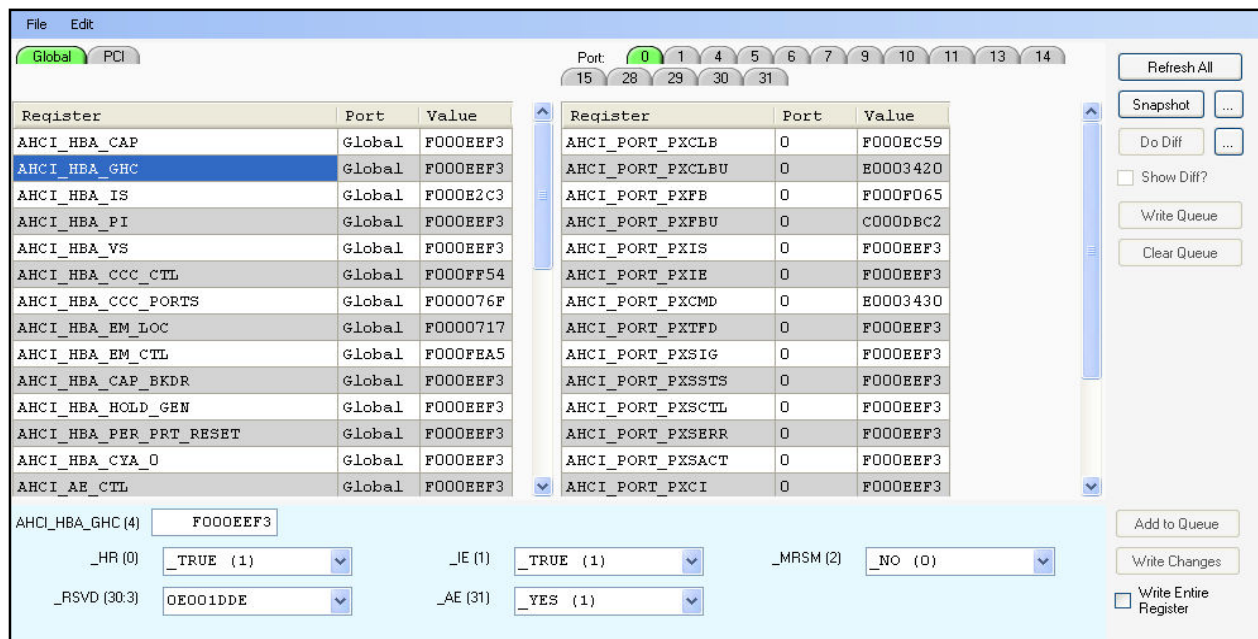 File Edit
Global PCI
Port: 0 1 4 5 6 7 9 10 11 13 14
15 28 29 30 31
Refresh All
Snapshot ...
Do Diff ...
Show Diff?
Write Queue
Clear Queue
Register Port Value
AHCI_HBA_CAP Global F000EEF3
AHCI_HBA_GHC Global F000EEF3
AHCI_HBA_IS Global F000E2C3
AHCI_HBA_PI Global F000EEF3
AHCI_HBA_VS Global F000EEF3
AHCI_HBA_CCC_CTL Global F000FF54
AHCI_HBA_CCC_PORTS Global F000076F
AHCI_HBA_EM_LOC Global F0000717
AHCI_HBA_EM_CTL Global F000FEA5
AHCI_HBA_CAP_BKDR Global F000EEF3
AHCI_HBA_HOLD_GEN Global F000EEF3
AHCI_HBA_PER_PRT_RESET Global F000EEF3
AHCI_HBA_CYA_0 Global F000EEF3
AHCI_AE_CTL Global F000EEF3
Register Port Value
AHCI_PORT_PXCLB 0 F000EC59
AHCI_PORT_PXCLBU 0 E0003420
AHCI_PORT_PXFB 0 F000F065
AHCI_PORT_PXFBU 0 C000DBC2
AHCI_PORT_PXIS 0 F000EEF3
AHCI_PORT_PXIE 0 F000EEF3
AHCI_PORT_PXCMD 0 E0003430
AHCI_PORT_PXTFD 0 F000EEF3
AHCI_PORT_PXSIG 0 F000EEF3
AHCI_PORT_PXSSTS 0 F000EEF3
AHCI_PORT_PXSCTL 0 F000EEF3
AHCI_PORT_PXSERR 0 F000EEF3
AHCI_PORT_PXSACT 0 F000EEF3
AHCI_PORT_PXCI 0 F000EEF3
AHCI_HBA_GHC (4) F000EEF3
_HR (0) _TRUE (1) _IE (1) _TRUE (1) _MRSM (2) _NO (0)
_RSVD (30:3) 0E001DDE _AE (31) _YES (1)
Add to Queue
Write Changes
Write Entire
Register